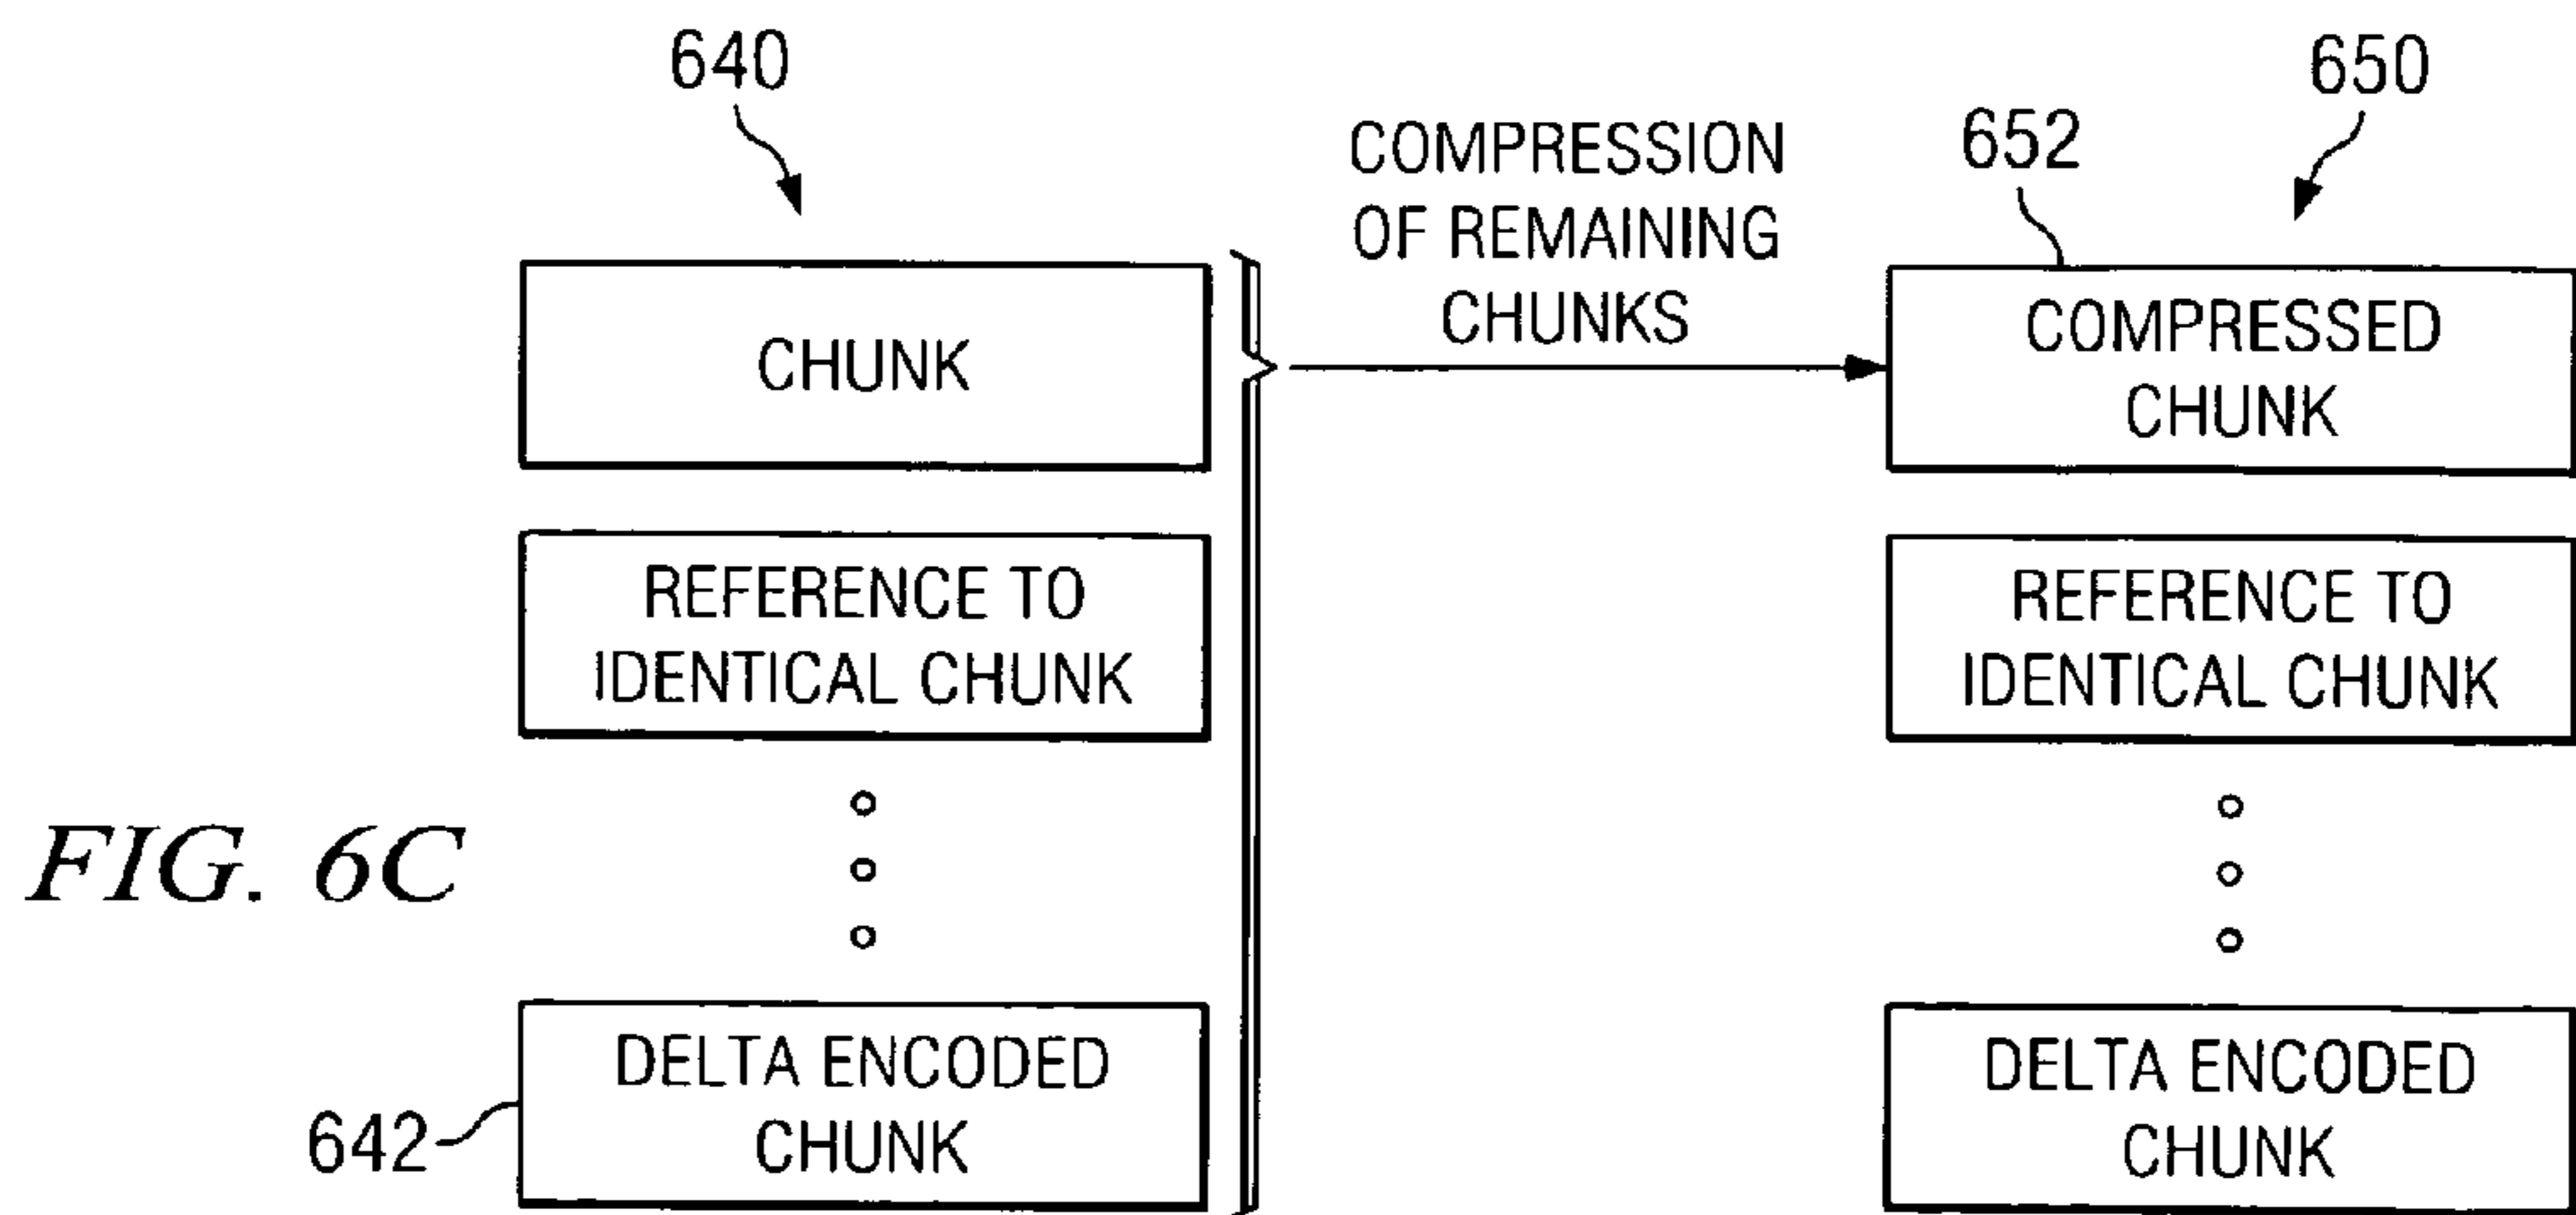 640
650
652
COMPRESSION
OF REMAINING
CHUNKS
CHUNK
COMPRESSED
CHUNK
REFERENCE TO
IDENTICAL CHUNK
REFERENCE TO
IDENTICAL CHUNK
FIG. 6C
DELTA ENCODED
CHUNK
642
DELTA ENCODED
CHUNK